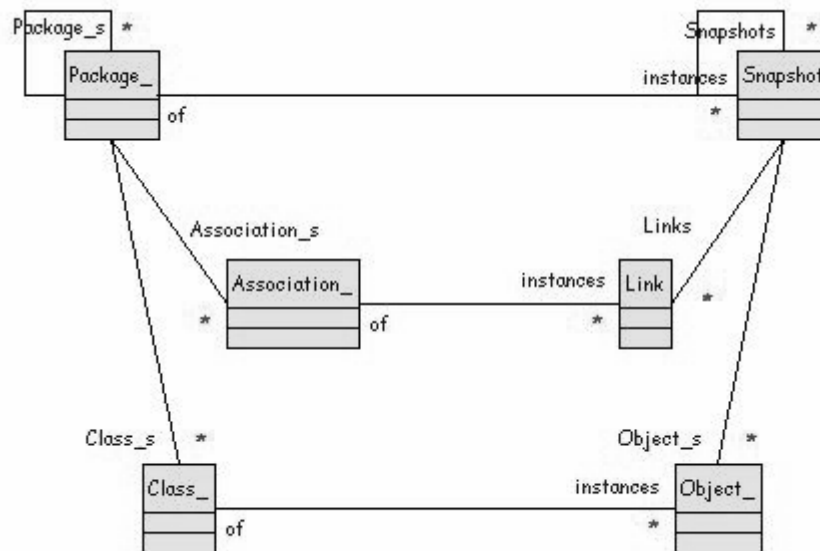 Package_s *
Snapshots *
Package_
instances
Snapshot
of
*
Association_s
Links
Association_
instances
Link
*
*
of
*
Class_s *
Object_s *
Class_
instances
Object_
of
*